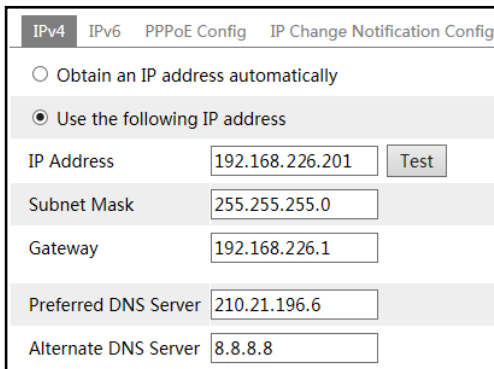 IPv4 IPv6 PPPoE Config IP Change Notification Config
Obtain an IP address automatically
Use the following IP address
IP Address 192.168.226.201 Test
Subnet Mask 255.255.255.0
Gateway 192.168.226.1
Preferred DNS Server 210.21.196.6
Alternate DNS Server 8.8.8.8